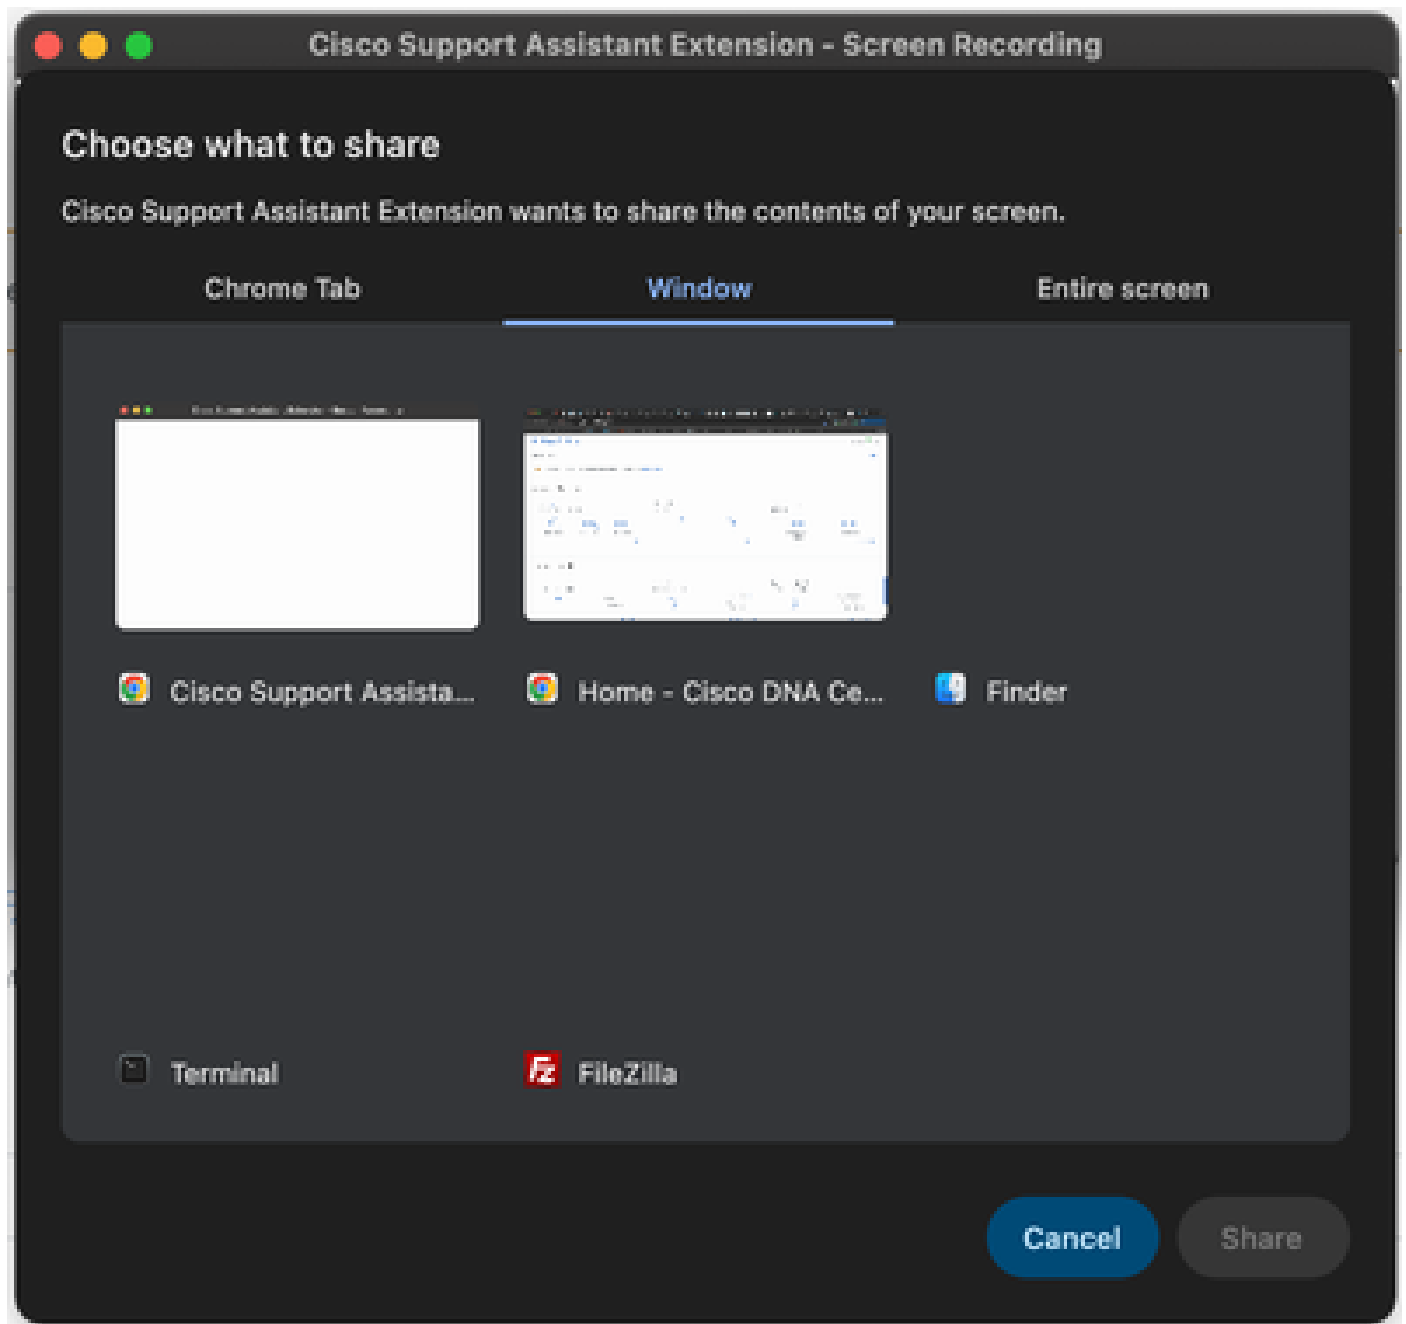 Cisco Support Assistant Extension - Screen Recording
Choose what to share
Cisco Support Assistant Extension wants to share the contents of your screen.
Chrome Tab
Window
Entire screen
Cisco Support Assista...
Home - Cisco DNA Ce...
Finder
Terminal
FileZilla
Cancel
Share